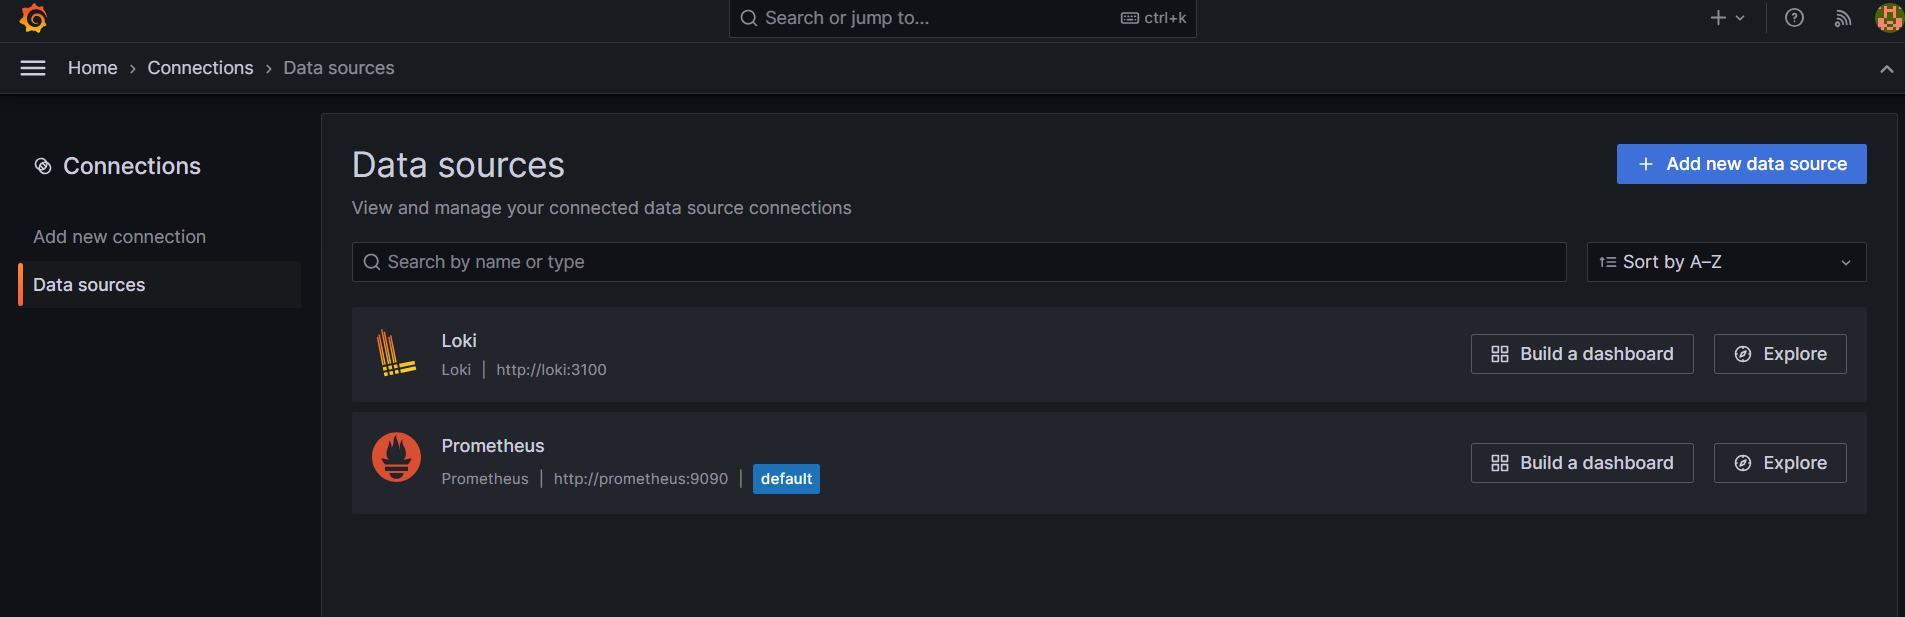 Search or jump to... ctrl+k
Home › Connections › Data sources
Connections
Add new connection
Data sources
Data sources
Add new data source
View and manage your connected data source connections
Search by name or type
Sort by A–Z
Loki
Loki | http://loki:3100
Build a dashboard
Explore
Prometheus
Prometheus | http://prometheus:9090 | default
Build a dashboard
Explore